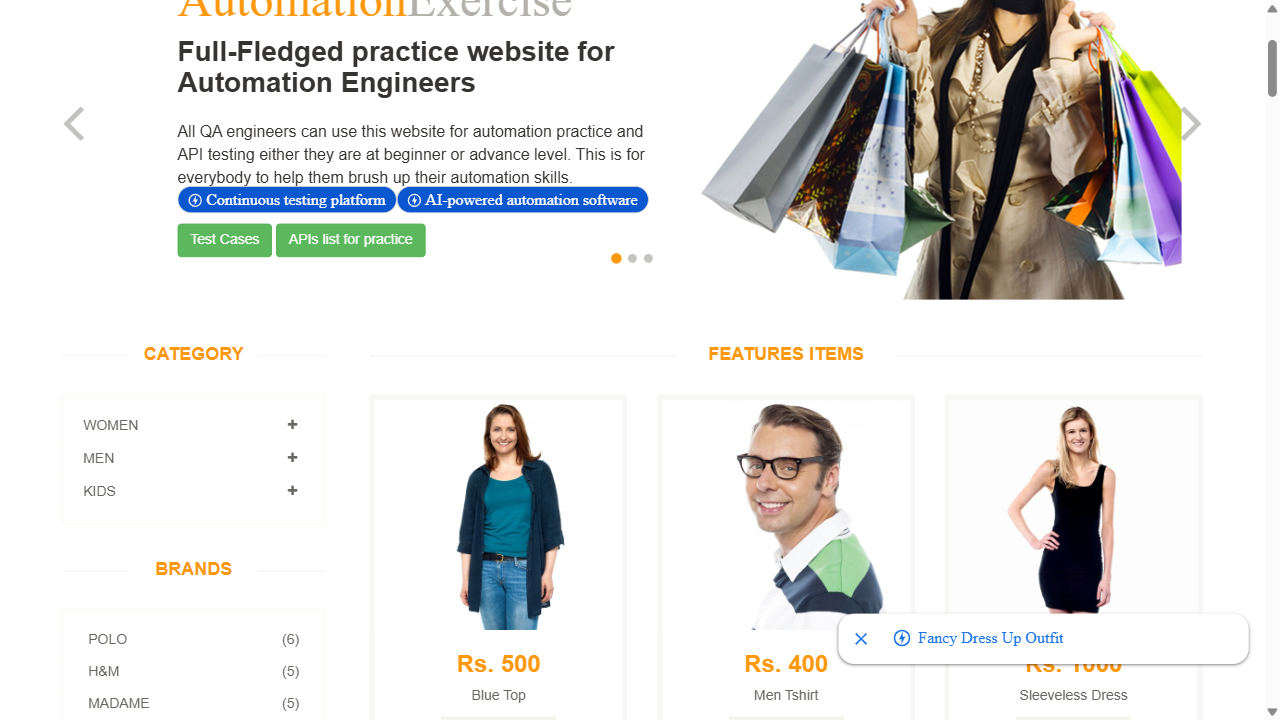 AutomationExercise
Full-Fledged practice website for
Automation Engineers
All QA engineers can use this website for automation practice and
API testing either they are at beginner or advance level. This is for
everybody to help them brush up their automation skills.
Continuous testing platform
AI-powered automation software
Test Cases
APIs list for practice
CATEGORY
WOMEN
MEN
KIDS
BRANDS
POLO (6)
H&M (5)
MADAME (5)
FEATURES ITEMS
Rs. 500
Blue Top
Rs. 400
Men Tshirt
Rs. 1000
Sleeveless Dress
Fancy Dress Up Outfit